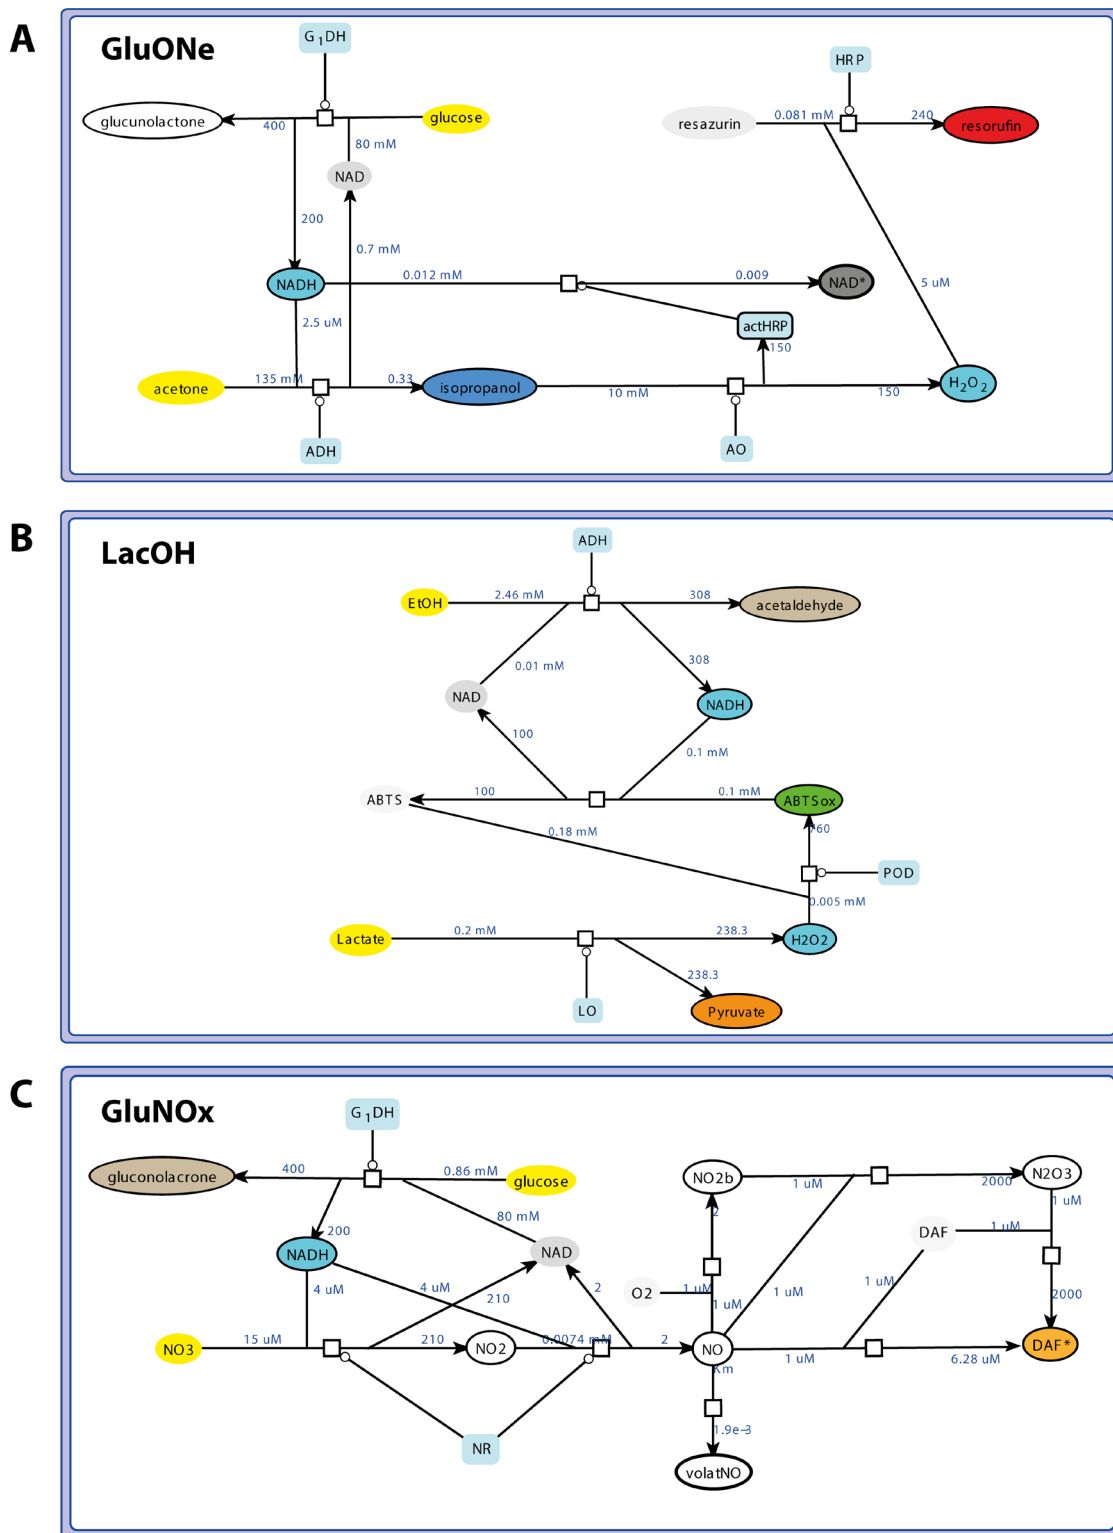 A
GluONe
G 1DH
HRP
glucunolactone
400
glucose
80 mM
NAD
resazurin
0.081 mM
240
resorufin
200
0.7 mM
NADH
0.012 mM
0.009
NAD*
5 uM
2.5 uM
actHRP
150
acetone
135 mM
0.33
isopropanol
10 mM
150
H2O2
ADH
AO
B
LacOH
ADH
EtOH
2.46 mM
308
acetaldehyde
0.01 mM
308
NAD
NADH
100
0.1 mM
ABTS
100
0.1 mM
ABTSox
0.18 mM
760
POD
0.005 mM
Lactate
0.2 mM
238.3
H2O2
238.3
LO
Pyruvate
C
GluNOx
G 1DH
gluconolacrone
400
0.86 mM
glucose
NO2b
1 uM
2000
N2O3
1 uM
80 mM
2
200
NADH
NAD
DAF
1 uM
4 uM
4 uM
210
2
O2
1 uM
1 uM
1 uM
1 uM
2000
NO3
15 uM
210
NO2
0.0074 mM
2
NO
1 uM
6.28 uM
DAF*
Km
NR
1.9e-3
volatNO